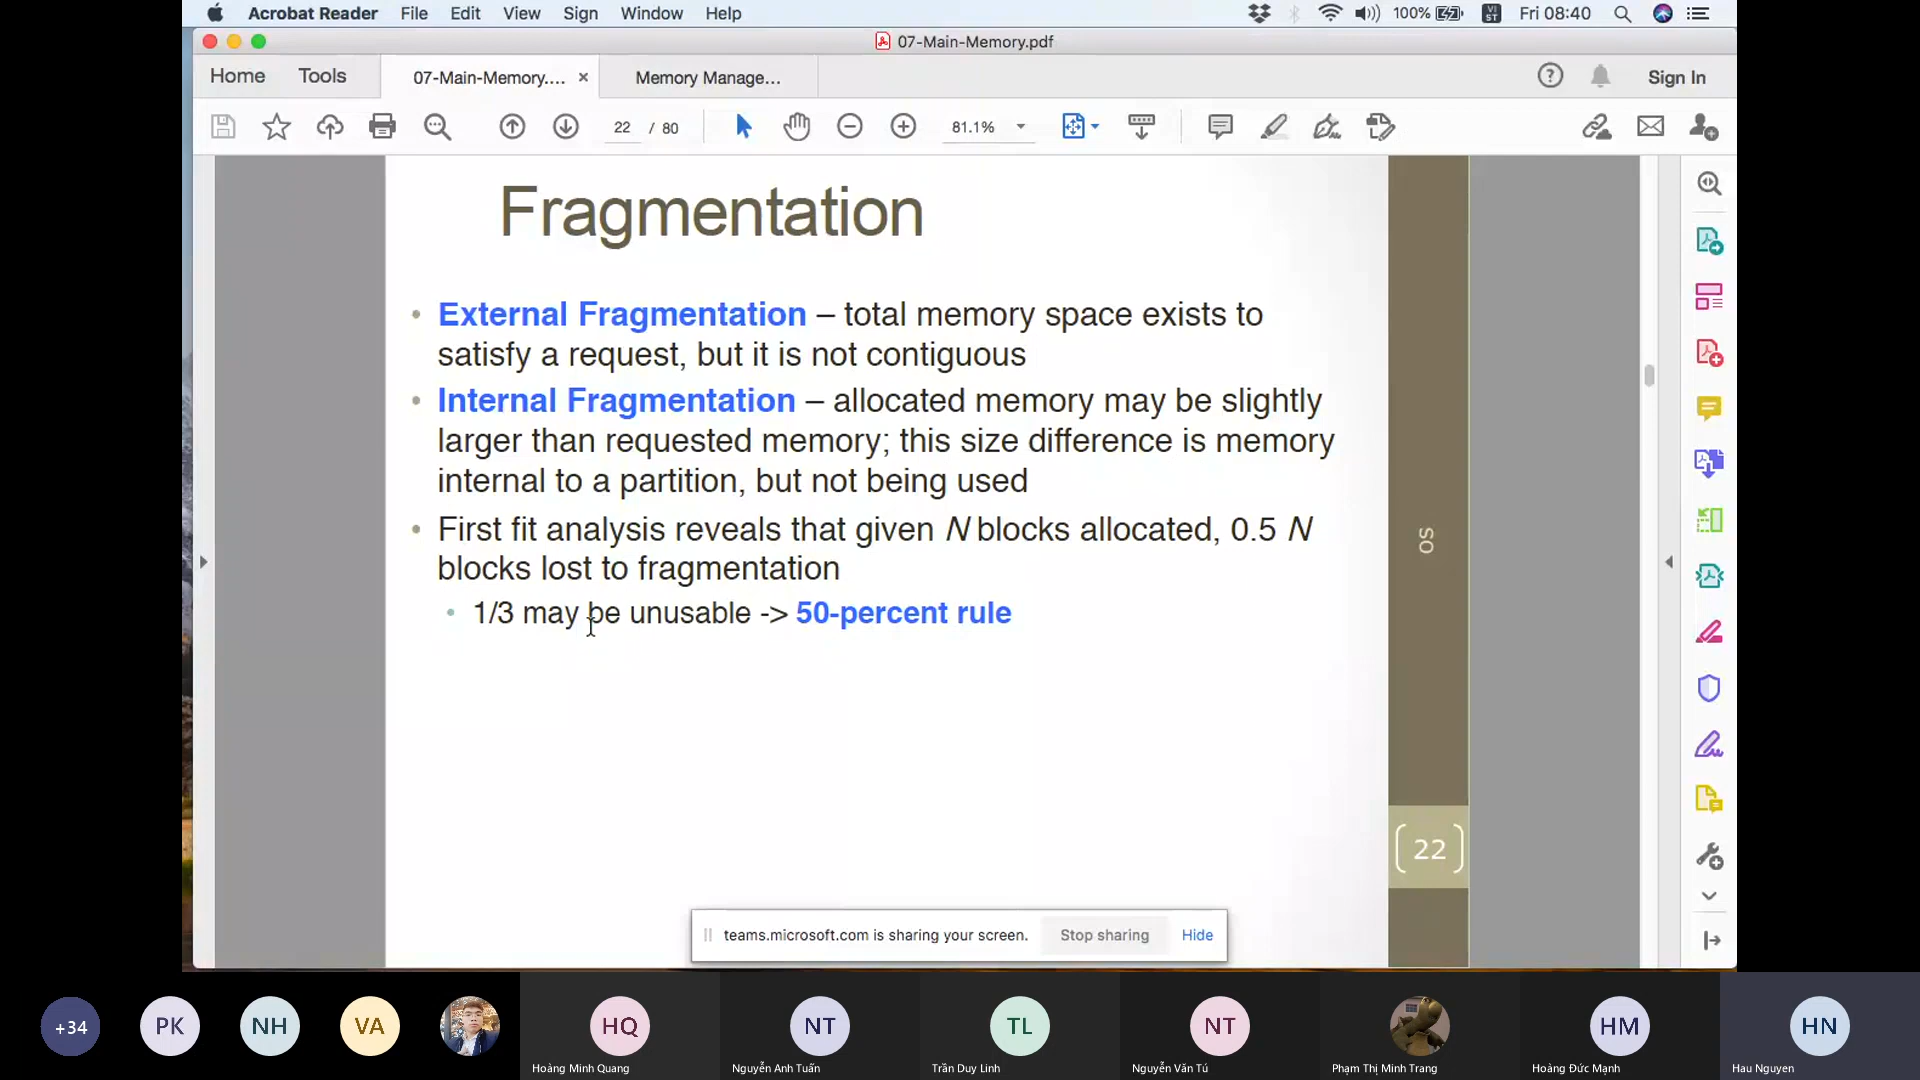 Acrobat Reader File Edit View Sign Window Help 100% VI ST Fri 08:40
07-Main-Memory.pdf
Home Tools 07-Main-Memory.... × Memory Manage... ? Sign In
22 / 80 81.1%
Fragmentation
• External Fragmentation – total memory space exists to
satisfy a request, but it is not contiguous
• Internal Fragmentation – allocated memory may be slightly
larger than requested memory; this size difference is memory
internal to a partition, but not being used
• First fit analysis reveals that given N blocks allocated, 0.5 N
blocks lost to fragmentation
• 1/3 may be unusable -> 50-percent rule
OS
22
teams.microsoft.com is sharing your screen. Stop sharing Hide
+34 PK NH VA HQ NT TL NT HM HN
Hoàng Minh Quang Nguyễn Anh Tuấn Trần Duy Linh Nguyễn Văn Tú Phạm Thị Minh Trang Hoàng Đức Mạnh Hau Nguyen